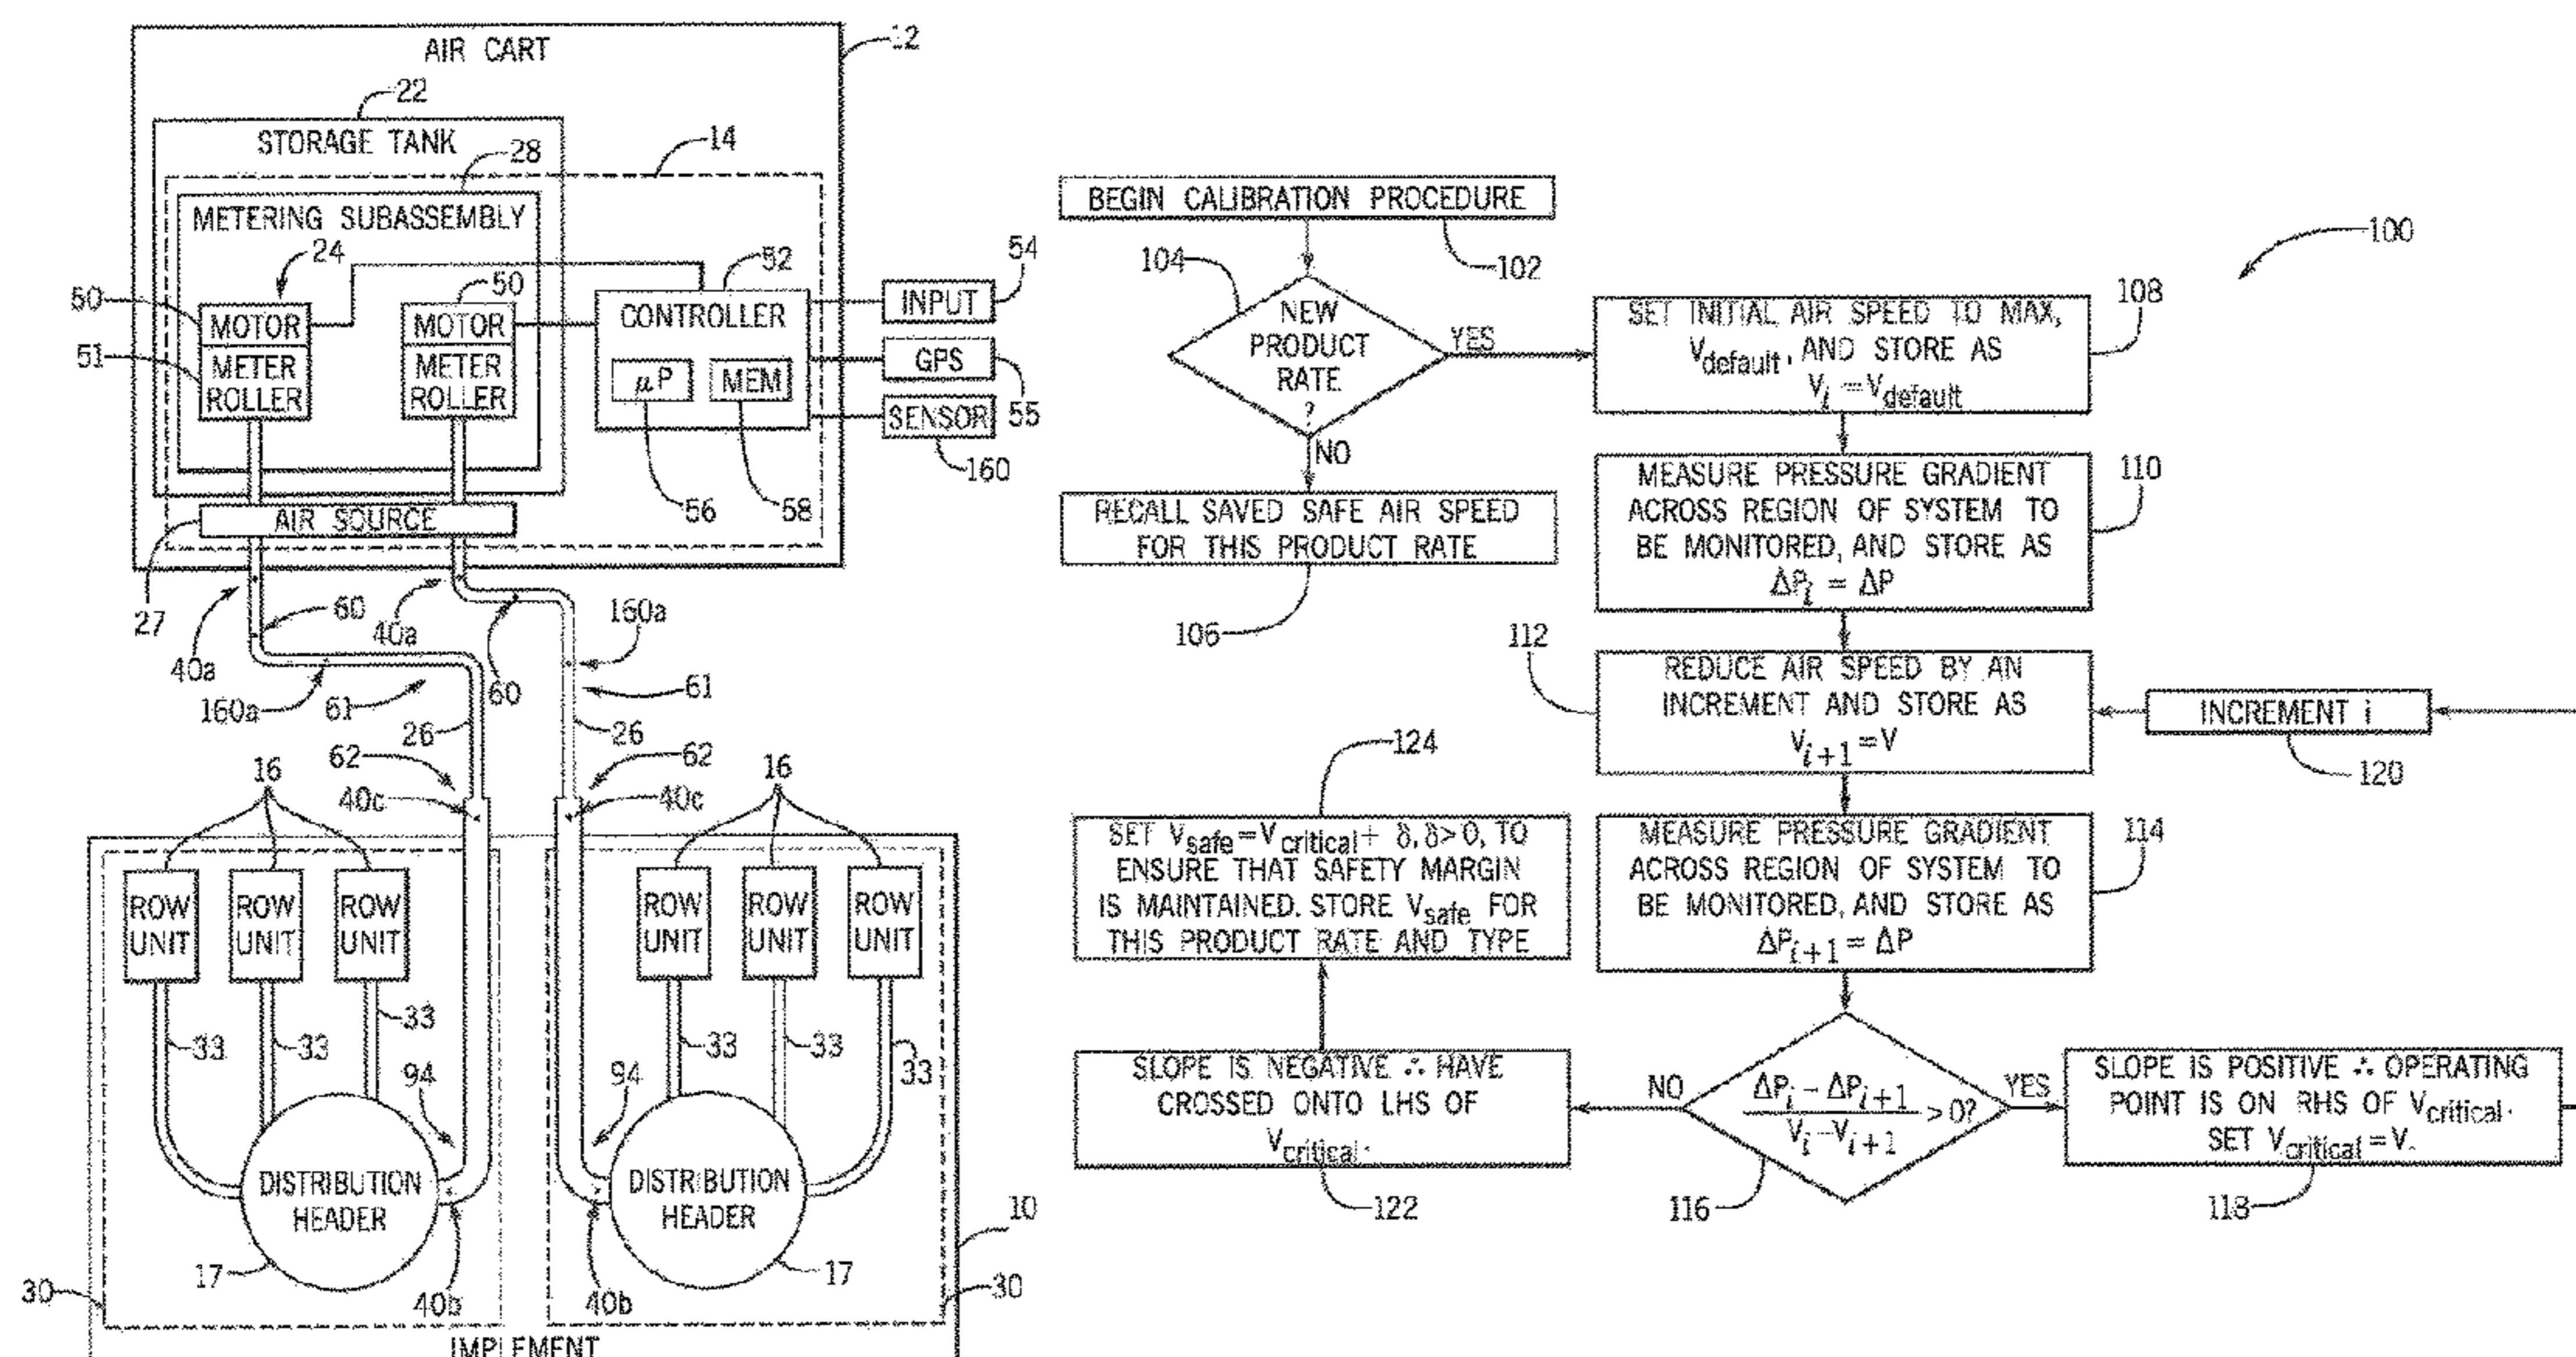 AIR CART
12
22
STORAGE TANK
14
28
METERING SUBASSEMBLY
24
52
54
50
50
INPUT
MOTOR
MOTOR
CONTROLLER
51
METER
ROLLER
METER
ROLLER
GPS
μP
MEM
55
SENSOR
160
56
58
AIR SOURCE
27
40a
60
40a
60
160a
160a
61
61
26
26
62
62
16
16
40c
40c
ROW
UNIT
ROW
UNIT
ROW
UNIT
ROW
UNIT
ROW
UNIT
ROW
UNIT
33
33
33
33
33
33
94
94
DISTRIBUTION
HEADER
DISTRIBUTION
HEADER
10
17
17
30
30
40b
40b
IMPLEMENT
100
BEGIN CALIBRATION PROCEDURE
102
104
NEW
PRODUCT
RATE
?
YES
NO
RECALL SAVED SAFE AIR SPEED
FOR THIS PRODUCT RATE
106
108
SET INITIAL AIR SPEED TO MAX,
Vdefault, AND STORE AS
Vi = Vdefault
110
MEASURE PRESSURE GRADIENT
ACROSS REGION OF SYSTEM TO
BE MONITORED, AND STORE AS
ΔPi = ΔP
112
REDUCE AIR SPEED BY AN
INCREMENT AND STORE AS
Vi+1 = V
INCREMENT i
120
114
MEASURE PRESSURE GRADIENT
ACROSS REGION OF SYSTEM TO
BE MONITORED, AND STORE AS
ΔPi+1 = ΔP
NO
ΔPi - ΔPi+1
Vi - Vi+1
> 0?
YES
116
SLOPE IS POSITIVE ∴ OPERATING
POINT IS ON RHS OF Vcritical.
SET Vcritical = V.
118
SLOPE IS NEGATIVE ∴ HAVE
CROSSED ONTO LHS OF
Vcritical.
122
124
SET Vsafe = Vcritical + δ, δ > 0, TO
ENSURE THAT SAFETY MARGIN
IS MAINTAINED. STORE Vsafe FOR
THIS PRODUCT RATE AND TYPE